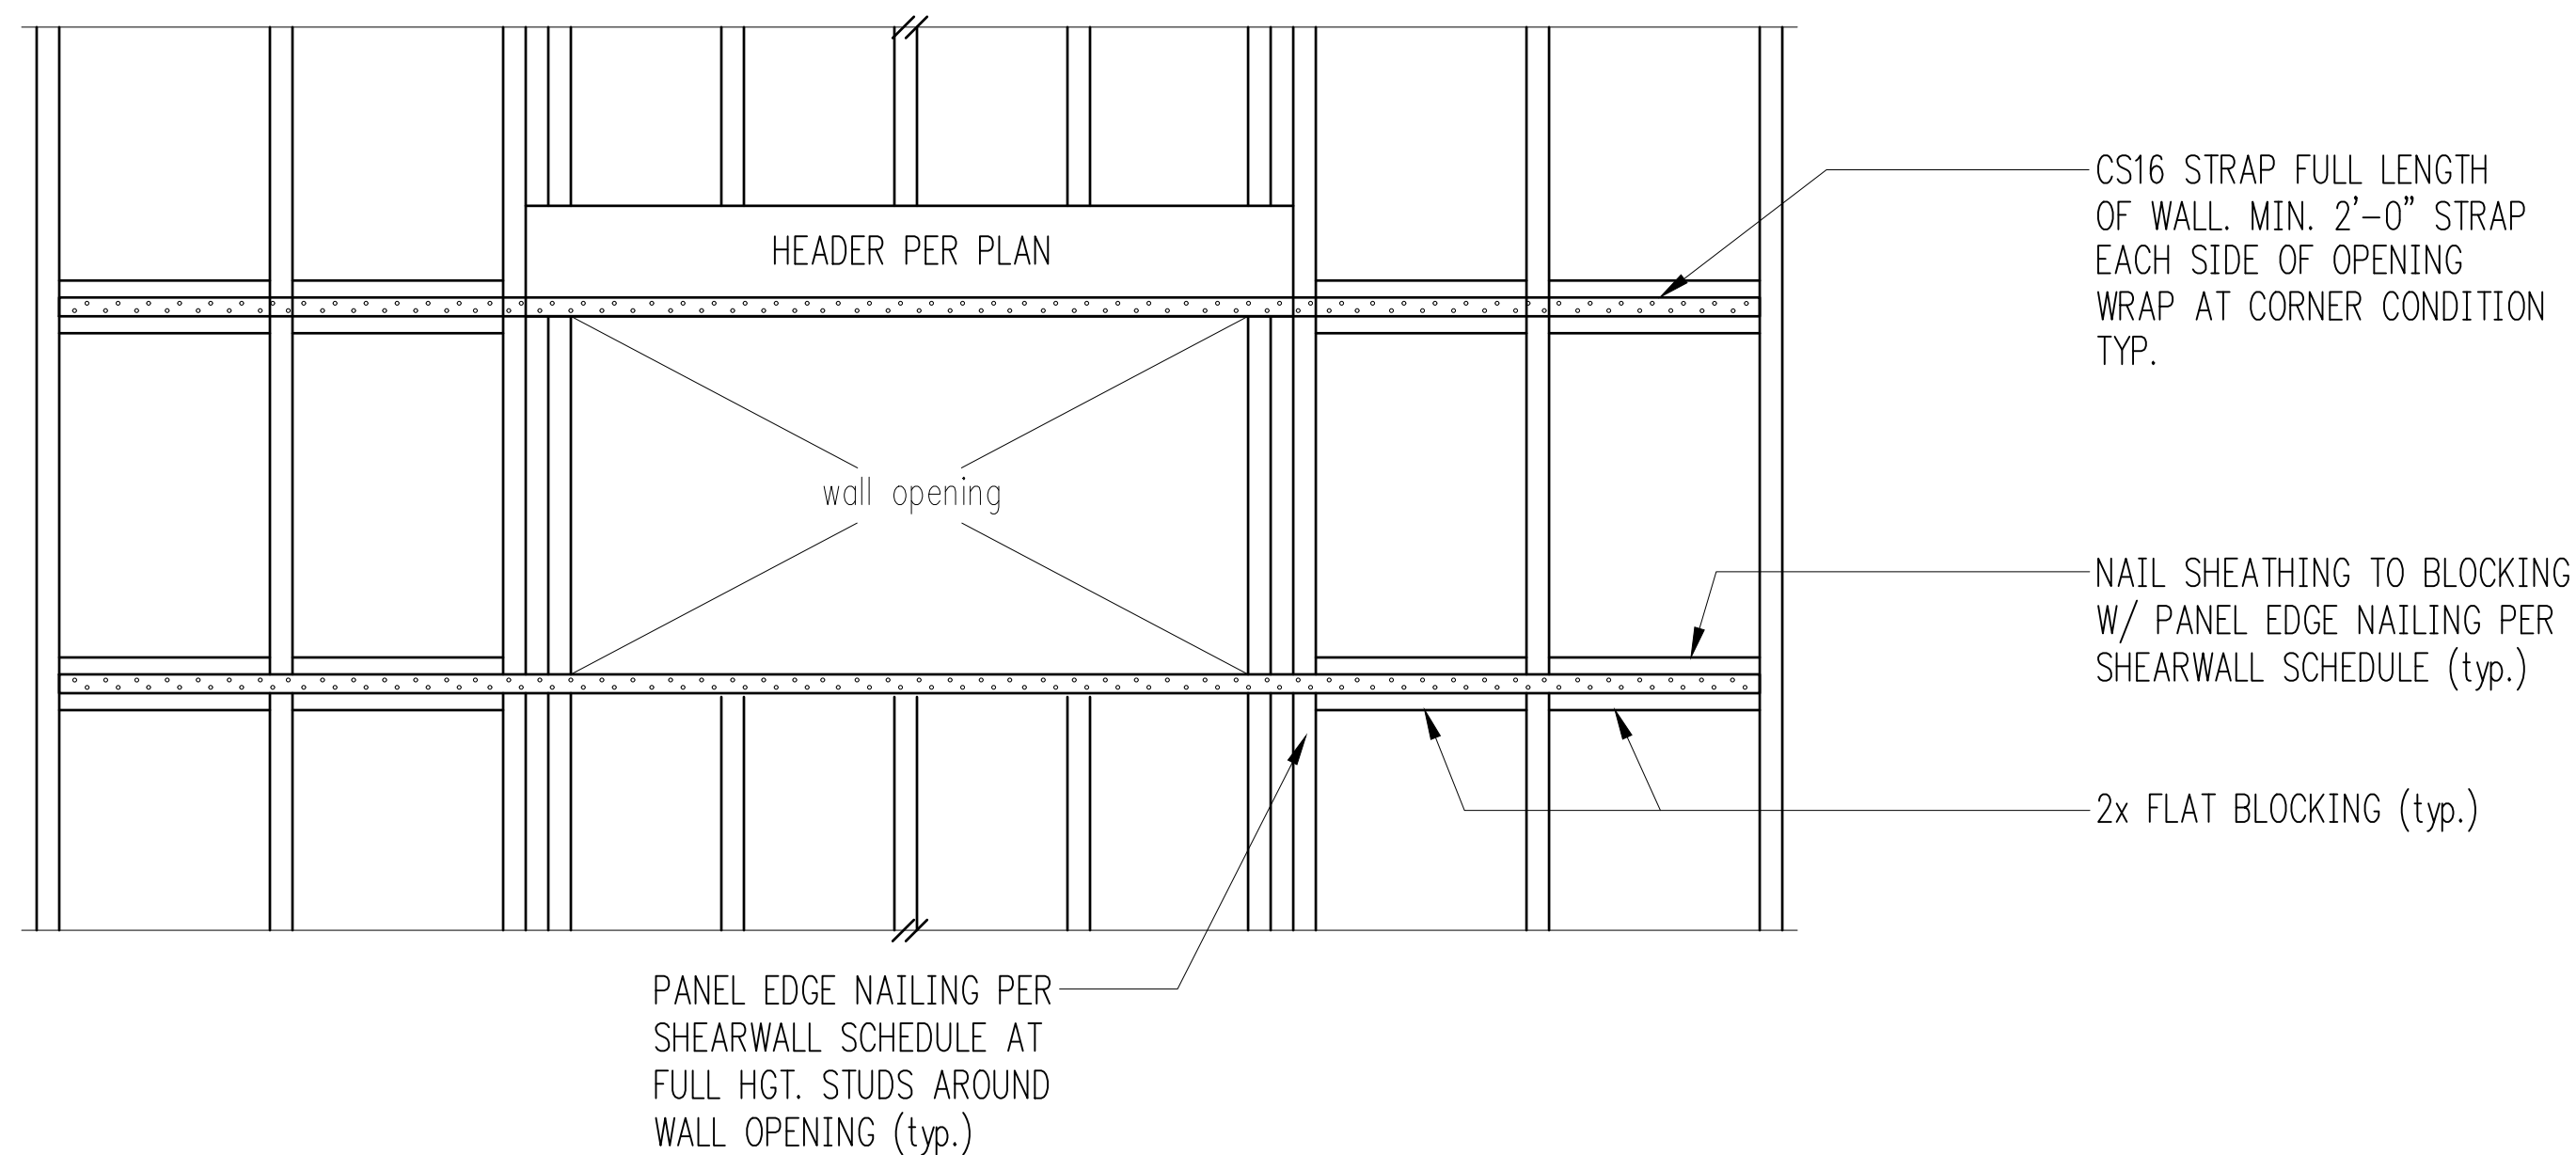 HEADER PER PLAN
wall opening
CS16 STRAP FULL LENGTH
OF WALL. MIN. 2'-0" STRAP
EACH SIDE OF OPENING
WRAP AT CORNER CONDITION
TYP.
NAIL SHEATHING TO BLOCKING
W/ PANEL EDGE NAILING PER
SHEARWALL SCHEDULE (typ.)
2x FLAT BLOCKING (typ.)
PANEL EDGE NAILING PER
SHEARWALL SCHEDULE AT
FULL HGT. STUDS AROUND
WALL OPENING (typ.)